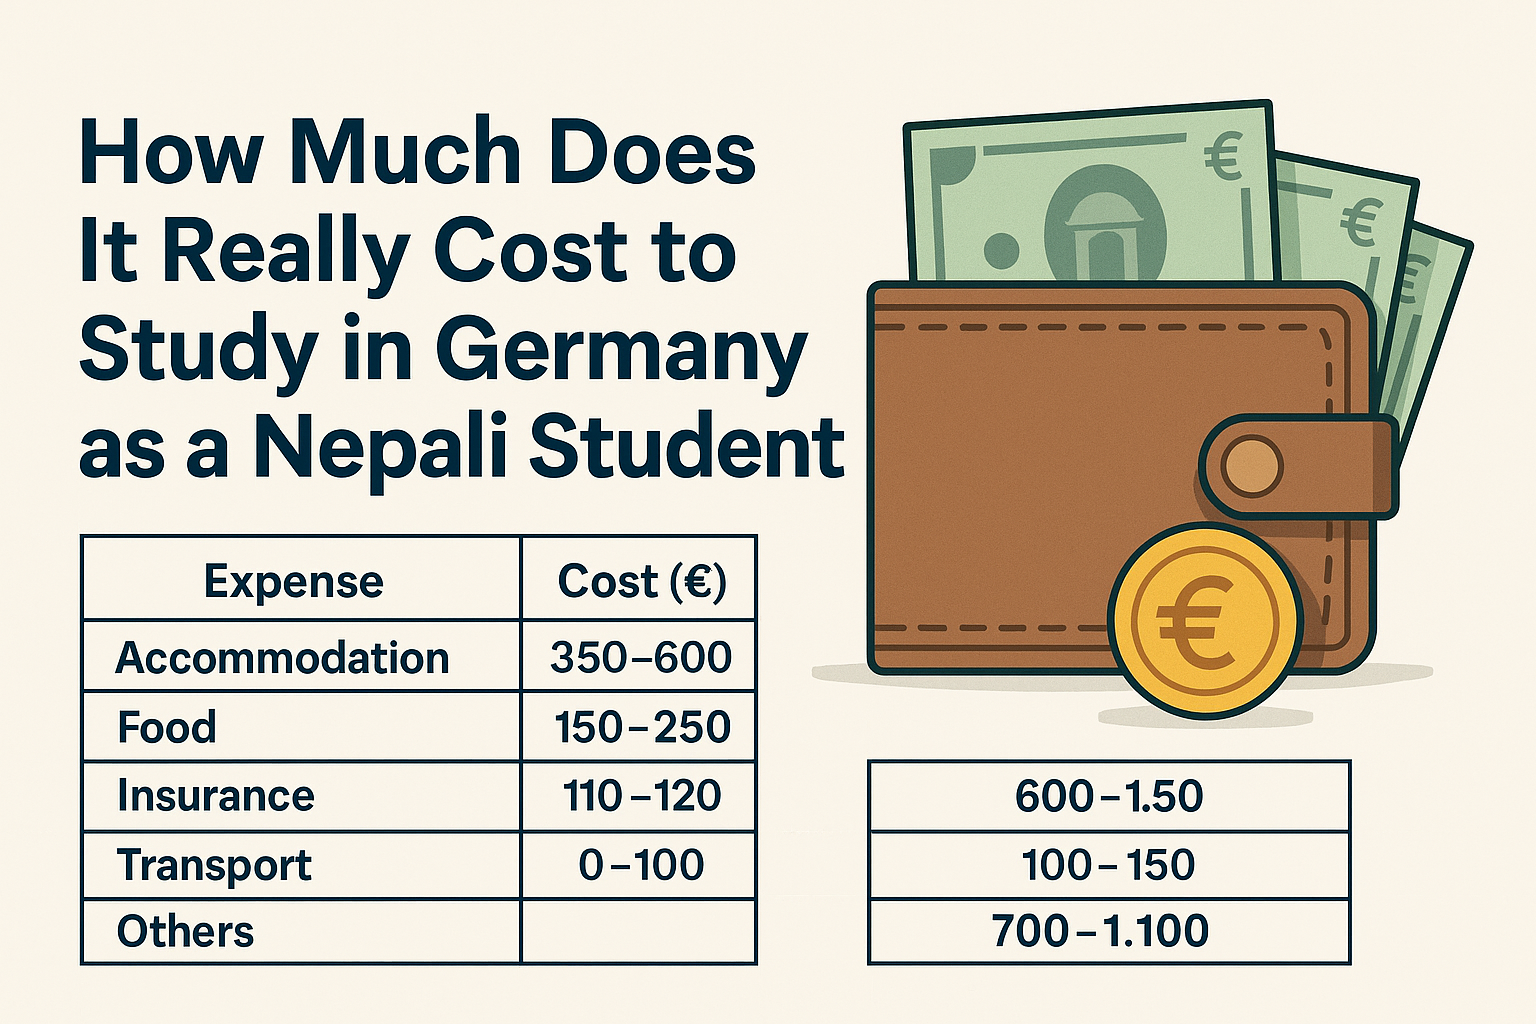 How Much Does
It Really Cost to
Study in Germany
as a Nepali Student
€
€
€
€
Expense Cost (€)
Accommodation 350–600
Food 150–250
Insurance 110–120
Transport 0–100
Others
600–1.50
100–150
700–1.100